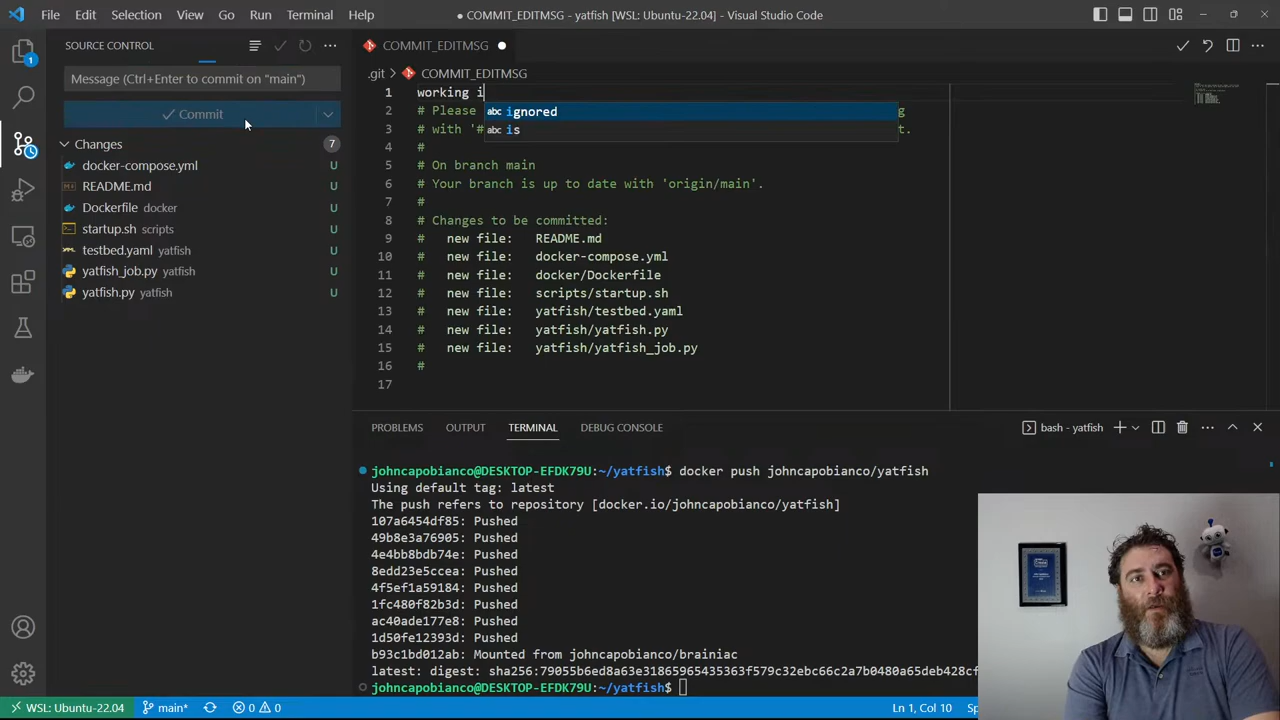 File Edit Selection View Go Run Terminal Help
● COMMIT_EDITMSG - yatfish [WSL: Ubuntu-22.04] - Visual Studio Code
1
SOURCE CONTROL
Message (Ctrl+Enter to commit on "main")
Commit
Changes 7
docker-compose.yml U
README.md U
Dockerfile docker U
startup.sh scripts U
testbed.yaml yatfish U
yatfish_job.py yatfish U
yatfish.py yatfish U
COMMIT_EDITMSG
.git > COMMIT_EDITMSG
1 working i
abc ignored
abc is
2 # Please
3 # with '# t.
4 #
5 # On branch main
6 # Your branch is up to date with 'origin/main'.
7 #
8 # Changes to be committed:
9 # new file: README.md
10 # new file: docker-compose.yml
11 # new file: docker/Dockerfile
12 # new file: scripts/startup.sh
13 # new file: yatfish/testbed.yaml
14 # new file: yatfish/yatfish.py
15 # new file: yatfish/yatfish_job.py
16 #
17
PROBLEMS OUTPUT TERMINAL DEBUG CONSOLE
bash - yatfish
johncapobianco@DESKTOP-EFDK79U:~/yatfish$ docker push johncapobianco/yatfish
Using default tag: latest
The push refers to repository [docker.io/johncapobianco/yatfish]
107a6454df85: Pushed
49b8e3a76905: Pushed
4e4bb8bdb74e: Pushed
8edd23e5ccea: Pushed
4f5ef1a59184: Pushed
1fc480f82b3d: Pushed
ac40ade177e8: Pushed
1d50fe12393d: Pushed
b93c1bd012ab: Mounted from johncapobianco/brainiac
latest: digest: sha256:79055b6ed8a63e31865965435363f579c32ebc66c2a7b0480a65deb428cf
johncapobianco@DESKTOP-EFDK79U:~/yatfish$
WSL: Ubuntu-22.04 main* 0 0 Ln 1, Col 10 Sp